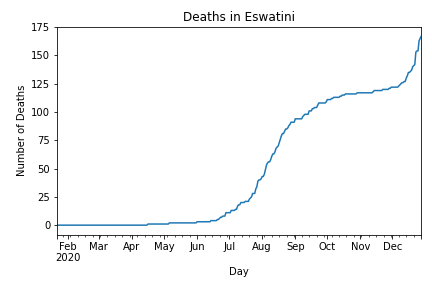 Deaths in Eswatini
Number of Deaths
175
150
125
100
75
50
25
0
Feb Mar Apr May Jun Jul Aug Sep Oct Nov Dec
2020
Day